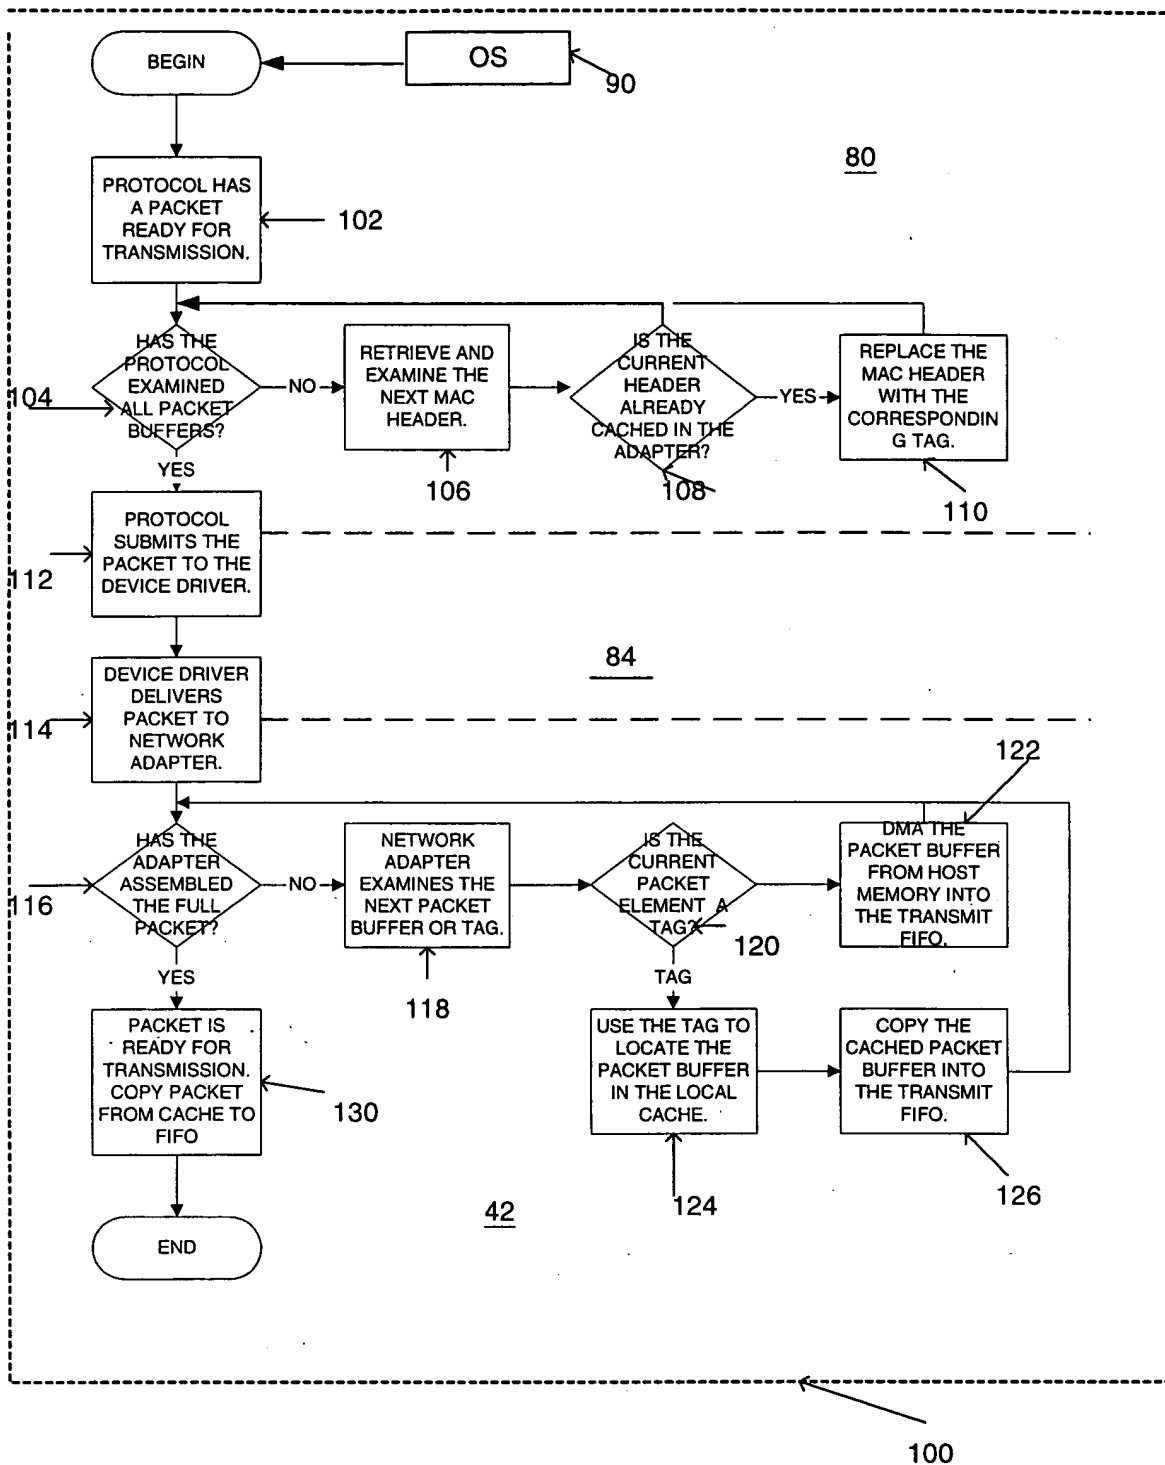 BEGIN
OS
90
80
PROTOCOL HAS
A PACKET
READY FOR
TRANSMISSION.
102
HAS THE
PROTOCOL
EXAMINED
ALL PACKET
BUFFERS?
104
NO
RETRIEVE AND
EXAMINE THE
NEXT MAC
HEADER.
106
IS THE
CURRENT
HEADER
ALREADY
CACHED IN THE
ADAPTER?
108
YES
REPLACE THE
MAC HEADER
WITH THE
CORRESPONDIN
G TAG.
110
YES
PROTOCOL
SUBMITS THE
PACKET TO THE
DEVICE DRIVER.
112
84
DEVICE DRIVER
DELIVERS
PACKET TO
NETWORK
ADAPTER.
114
122
HAS THE
ADAPTER
ASSEMBLED
THE FULL
PACKET?
116
NO
NETWORK
ADAPTER
EXAMINES THE
NEXT PACKET
BUFFER OR TAG.
118
IS THE
CURRENT
PACKET
ELEMENT A
TAG?
120
DMA THE
PACKET BUFFER
FROM HOST
MEMORY INTO
THE TRANSMIT
FIFO.
YES
TAG
PACKET IS
READY FOR
TRANSMISSION.
COPY PACKET
FROM CACHE TO
FIFO
130
USE THE TAG TO
LOCATE THE
PACKET BUFFER
IN THE LOCAL
CACHE.
124
COPY THE
CACHED PACKET
BUFFER INTO
THE TRANSMIT
FIFO.
126
42
END
100